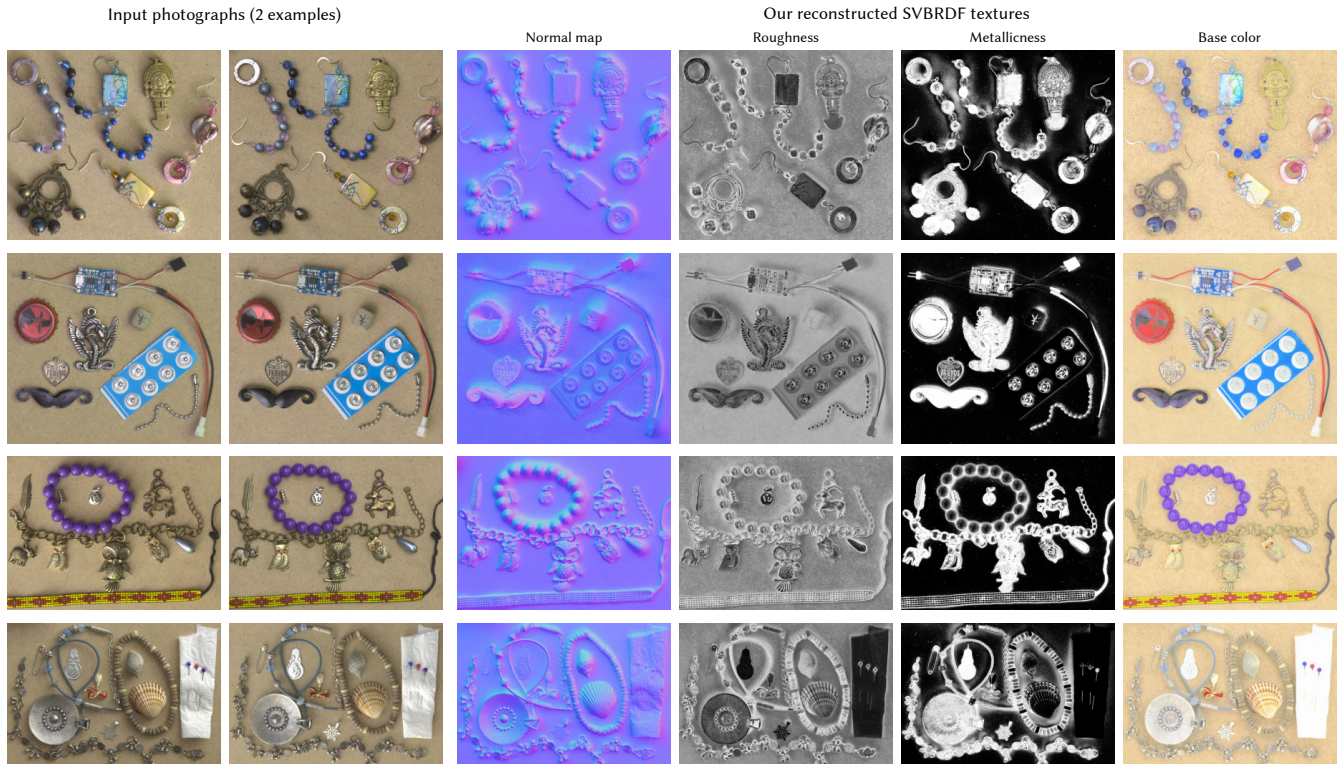 Input photographs (2 examples)
Our reconstructed SVBRDF textures
Normal map
Roughness
Metallicness
Base color